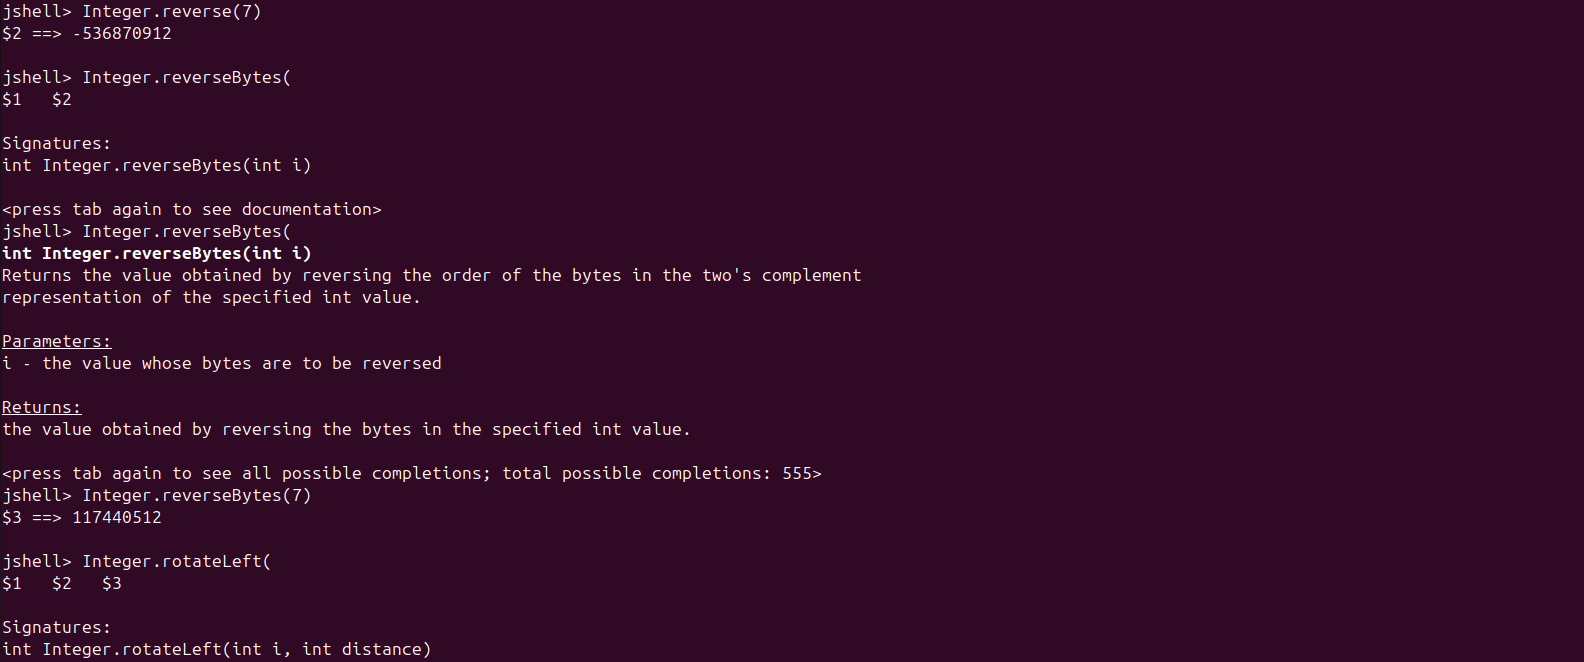 jshell> Integer.reverse(7)
$2 ==> -536870912
jshell> Integer.reverseBytes(
$1   $2
Signatures:
int Integer.reverseBytes(int i)
<press tab again to see documentation>
jshell> Integer.reverseBytes(
int Integer.reverseBytes(int i)
Returns the value obtained by reversing the order of the bytes in the two's complement
representation of the specified int value.
Parameters:
i - the value whose bytes are to be reversed
Returns:
the value obtained by reversing the bytes in the specified int value.
<press tab again to see all possible completions; total possible completions: 555>
jshell> Integer.reverseBytes(7)
$3 ==> 117440512
jshell> Integer.rotateLeft(
$1   $2   $3
Signatures:
int Integer.rotateLeft(int i, int distance)